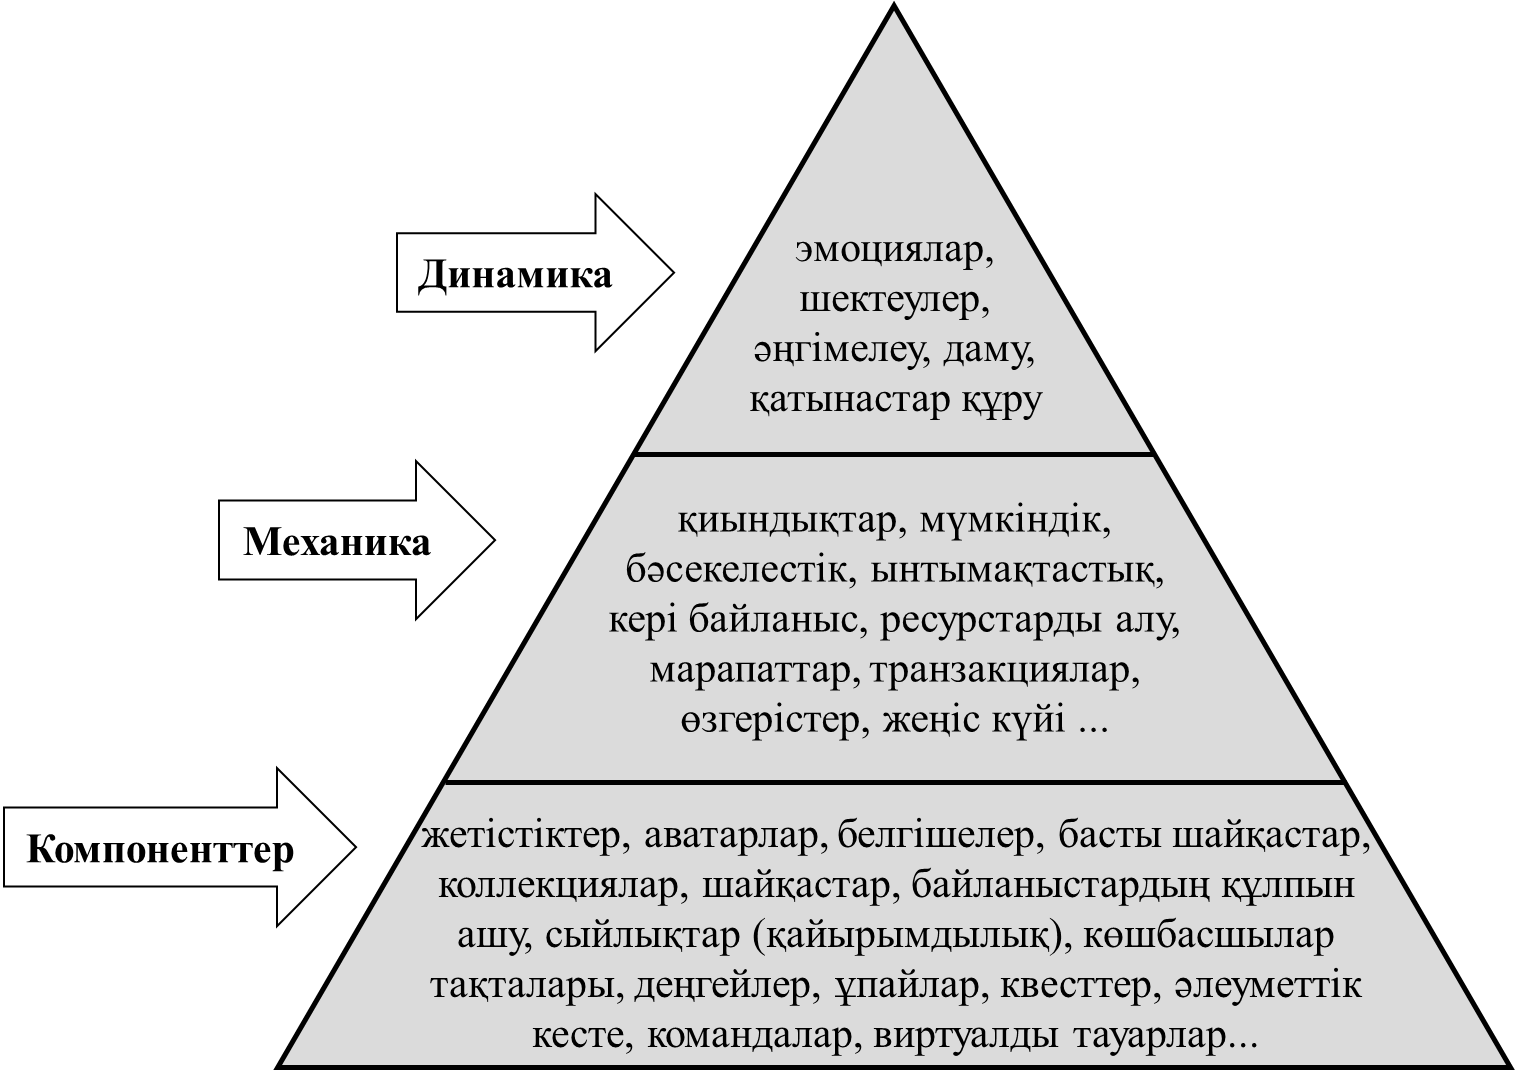 эмоциялар,
шектеулер,
Динамика
әңгімелеу, даму,
қатынастар құру
қиындықтар, мүмкіндік,
Механика
бәсекелестік, ынтымақтастық,
кері байланыс, ресурстарды алу,
марапаттар, транзакциялар,
өзгерістер, жеңіс күйі ...
Компоненттер
жетістіктер, аватарлар, белгішелер, басты шайқастар,
коллекциялар, шайқастар, байланыстардың құлпын
ашу, сыйлықтар (қайырымдылық), көшбасшылар
тақталары, деңгейлер, ұпайлар, квесттер, әлеуметтік
кесте, командалар, виртуалды тауарлар...